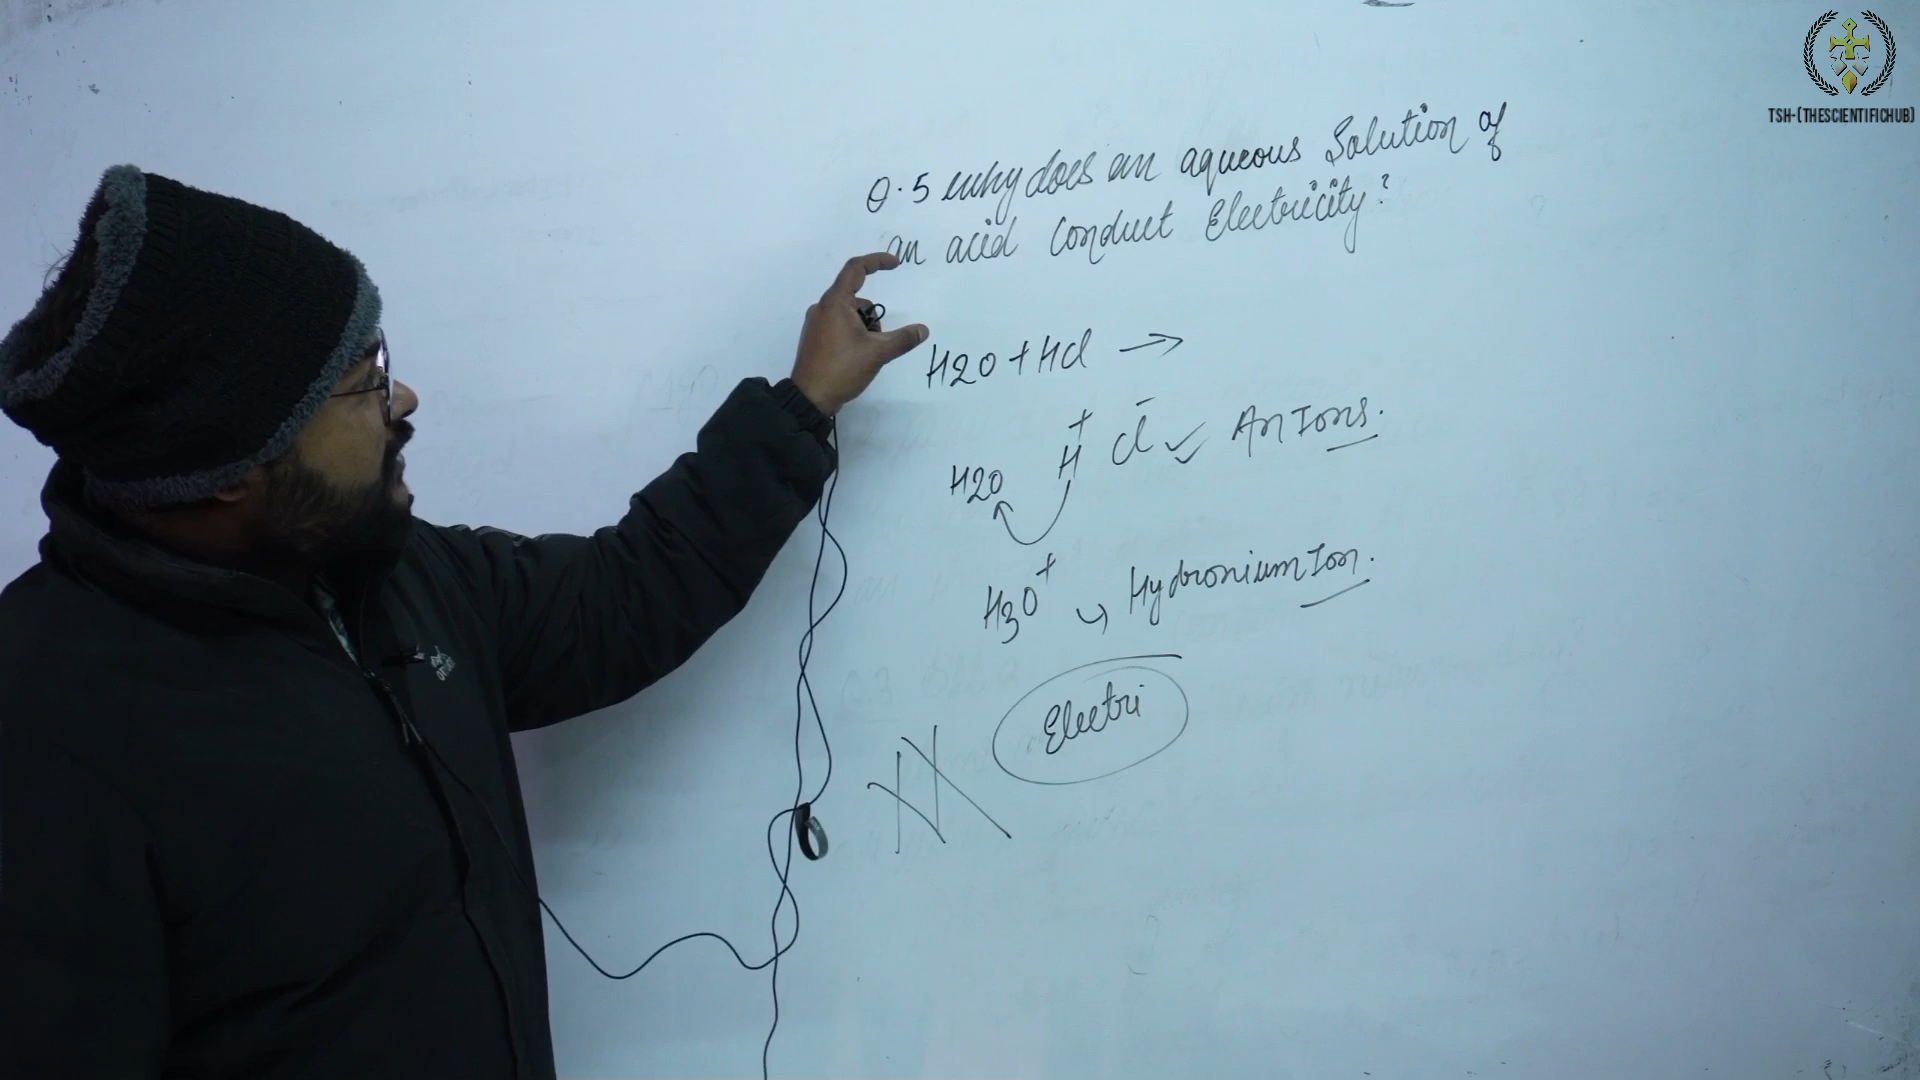 TSH-(THESCIENTIFICHUB)
Q.5 why does an aqueous Solution of
an acid Conduct Electricity?
H2O + HCl →
H+ Cl- ✓ An Ions.
H2O
H3O+ ↳ Hydronium Ion.
Electri